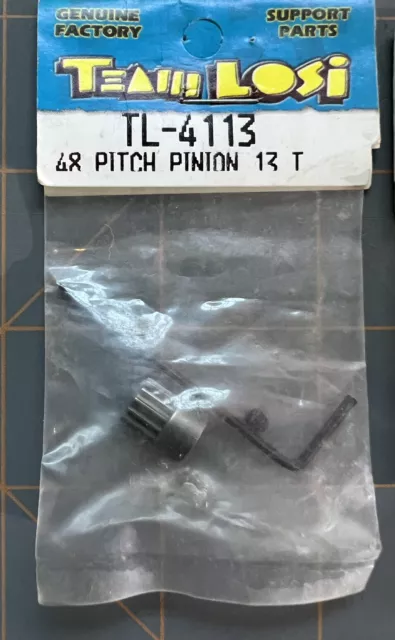 GENUINE FACTORY
SUPPORT PARTS
TEAM LOSI
TL-4113
48 PITCH PINION 13 T